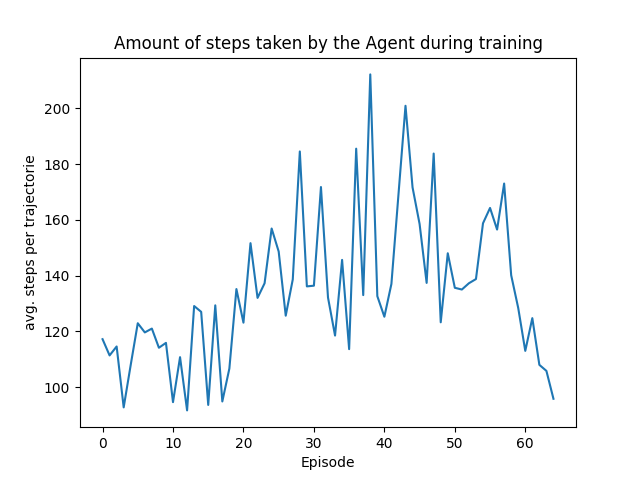 Amount of steps taken by the Agent during training
avg. steps per trajectorie
200
180
160
140
120
100
0 10 20 30 40 50 60
Episode